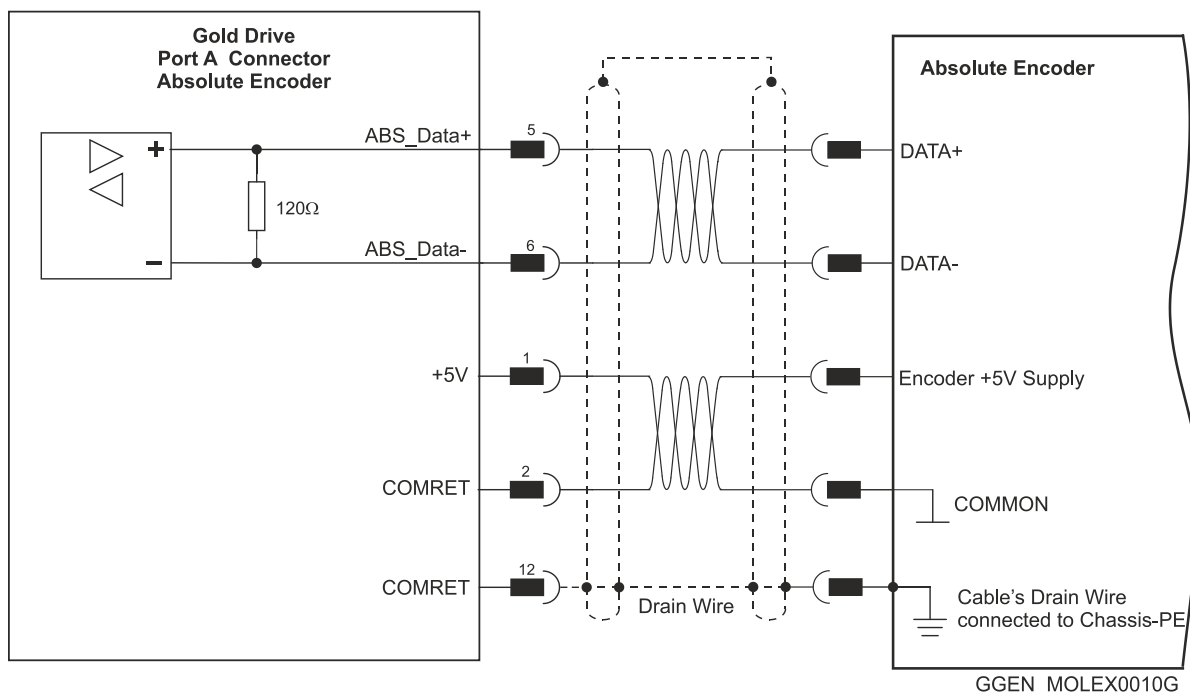 Gold Drive
Port A Connector
Absolute Encoder
Absolute Encoder
+
-
120Ω
ABS_Data+
5
DATA+
ABS_Data-
6
DATA-
+5V
1
Encoder +5V Supply
COMRET
2
COMMON
COMRET
12
Drain Wire
Cable's Drain Wire
connected to Chassis-PE
GGEN MOLEX0010G